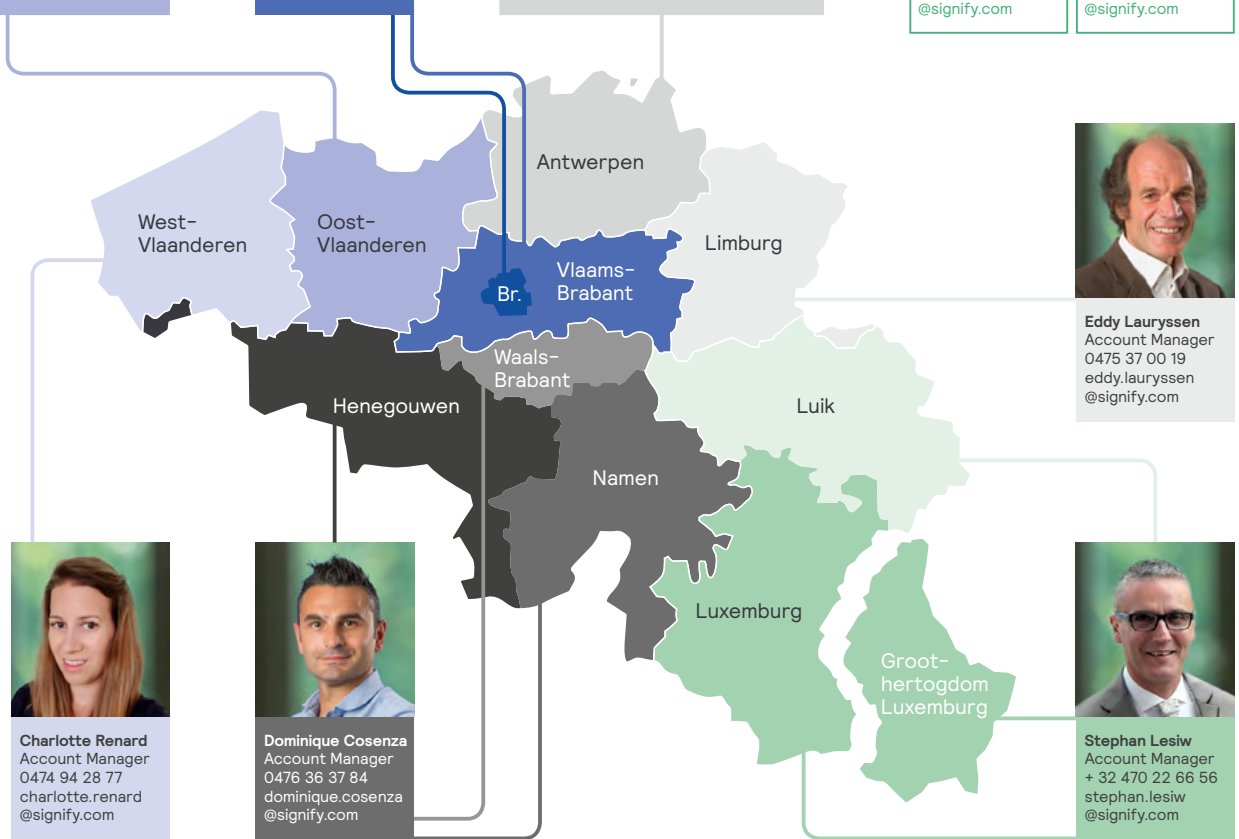 @signify.com
@signify.com
Antwerpen
West-
Vlaanderen
Oost-
Vlaanderen
Limburg
Vlaams-
Brabant
Br.
Waals-
Brabant
Henegouwen
Luik
Namen
Luxemburg
Groot-
hertogdom
Luxemburg
Eddy Lauryssen
Account Manager
0475 37 00 19
eddy.lauryssen
@signify.com
Charlotte Renard
Account Manager
0474 94 28 77
charlotte.renard
@signify.com
Dominique Cosenza
Account Manager
0476 36 37 84
dominique.cosenza
@signify.com
Stephan Lesiw
Account Manager
+ 32 470 22 66 56
stephan.lesiw
@signify.com